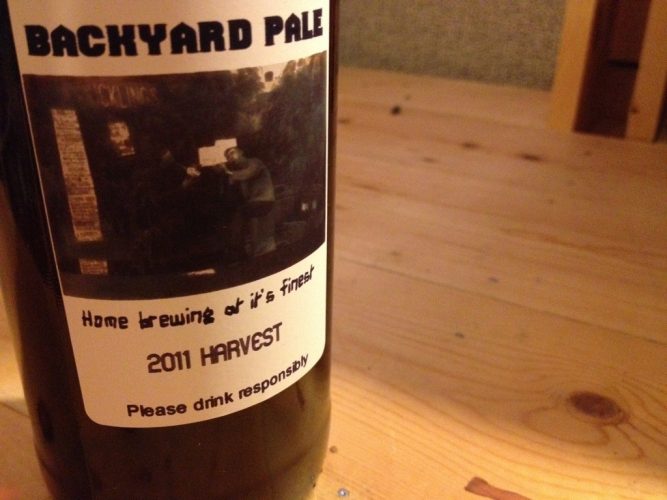 BACKYARD PALE
Home brewing at it's finest
2011 HARVEST
Please drink responsibly